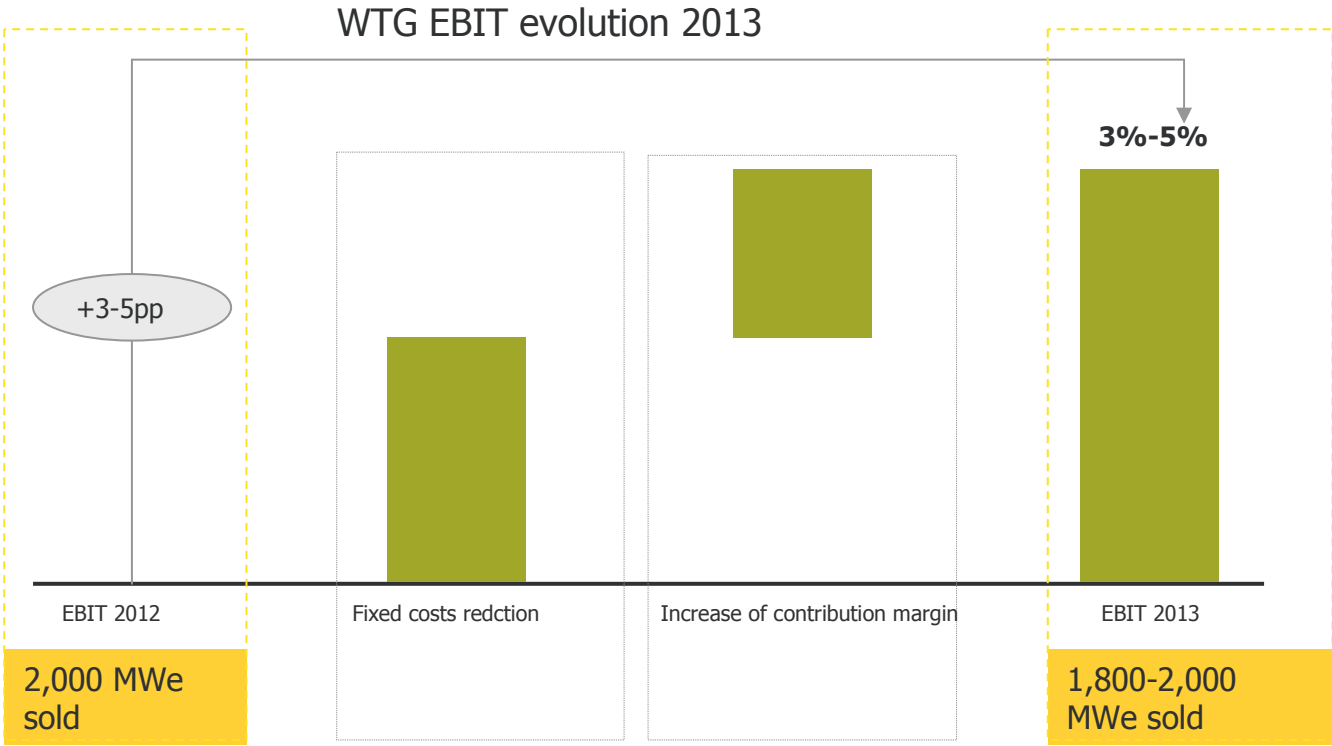 WTG EBIT evolution 2013
3%-5%
+3-5pp
EBIT 2012
Fixed costs redction
Increase of contribution margin
EBIT 2013
2,000 MWe
sold
1,800-2,000
MWe sold